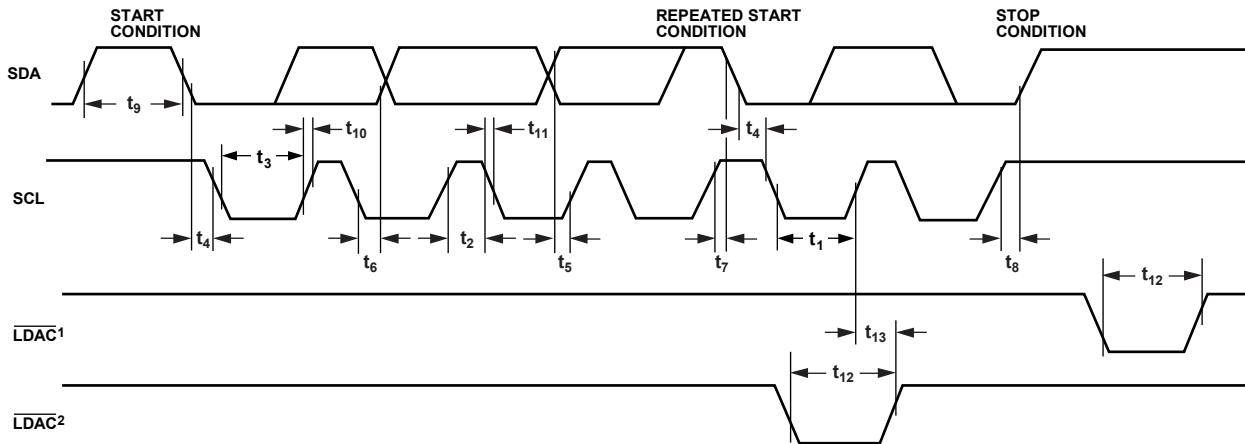 START
CONDITION
REPEATED START
CONDITION
STOP
CONDITION
SDA
t9
t10
t11
t4
t3
SCL
t4
t6
t2
t5
t7
t1
t8
t12
LDAC1
t13
t12
LDAC2